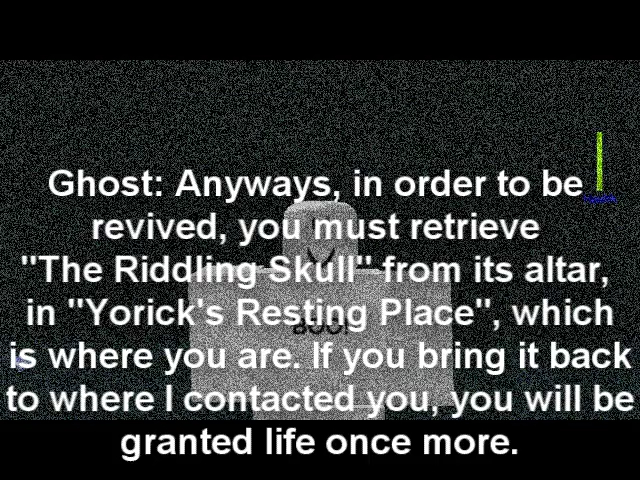 Ghost: Anyways, in order to be
revived, you must retrieve
"The Riddling Skull" from its altar,
in "Yorick's Resting Place", which
is where you are. If you bring it back
to where I contacted you, you will be
granted life once more.